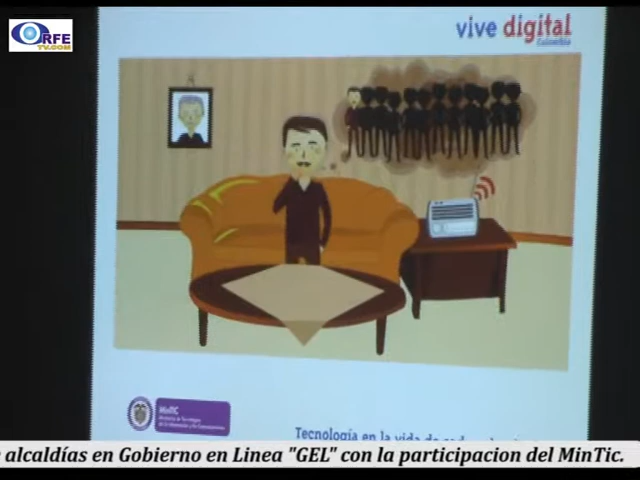 ORFE
TV.COM
vive digital
Colombia
MinTIC
Tecnología en la vida de
alcaldías en Gobierno en Linea "GEL" con la participacion del MinTic.